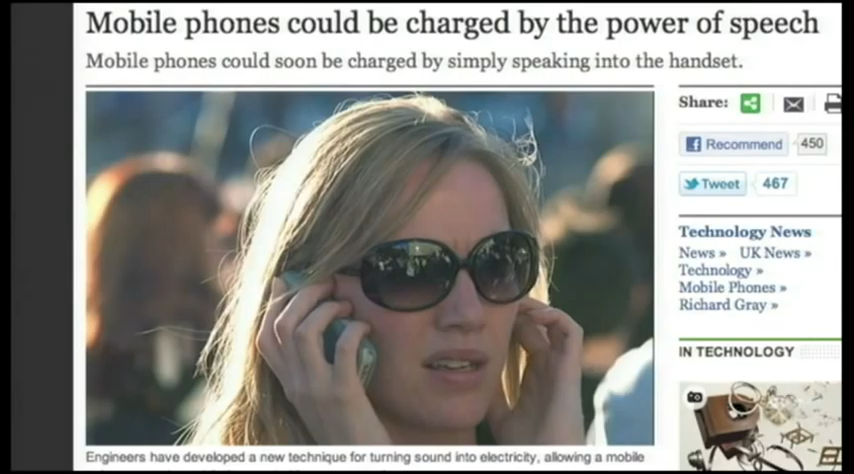 Mobile phones could be charged by the power of speech
Mobile phones could soon be charged by simply speaking into the handset.
Share:
Recommend 450
Tweet 467
Technology News
News » UK News »
Technology »
Mobile Phones »
Richard Gray »
IN TECHNOLOGY
Engineers have developed a new technique for turning sound into electricity, allowing a mobile